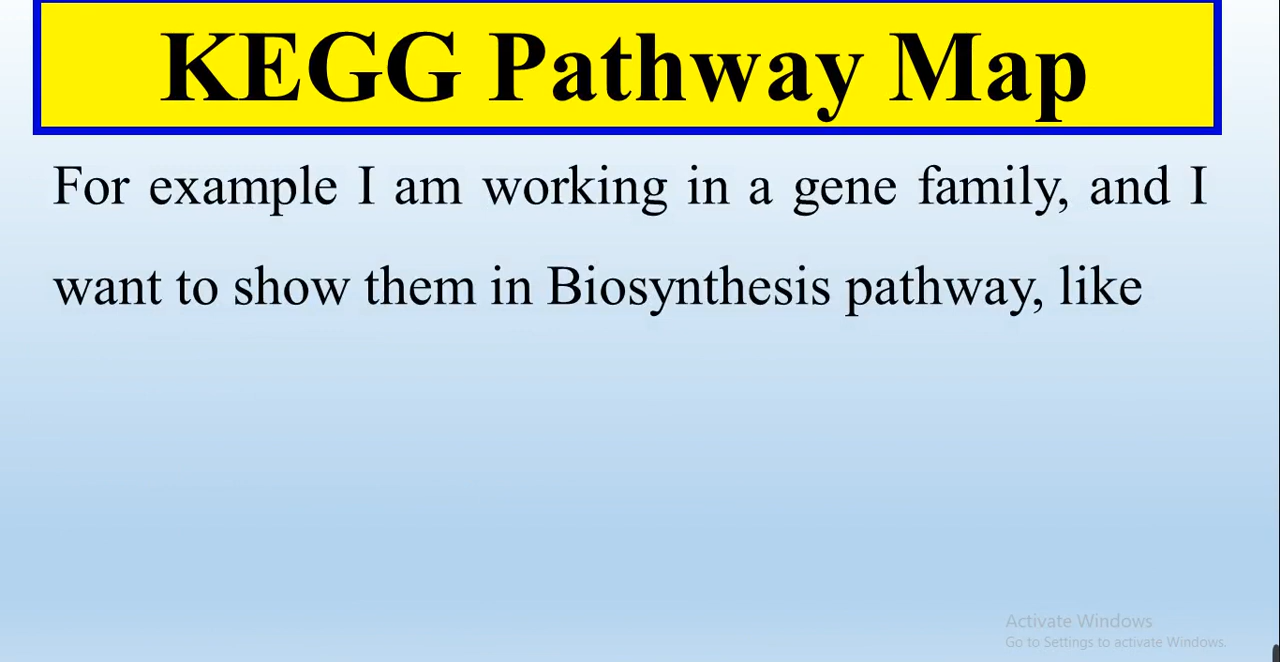 KEGG Pathway Map
For example I am working in a gene family, and I
want to show them in Biosynthesis pathway, like
Activate Windows
Go to Settings to activate Windows.